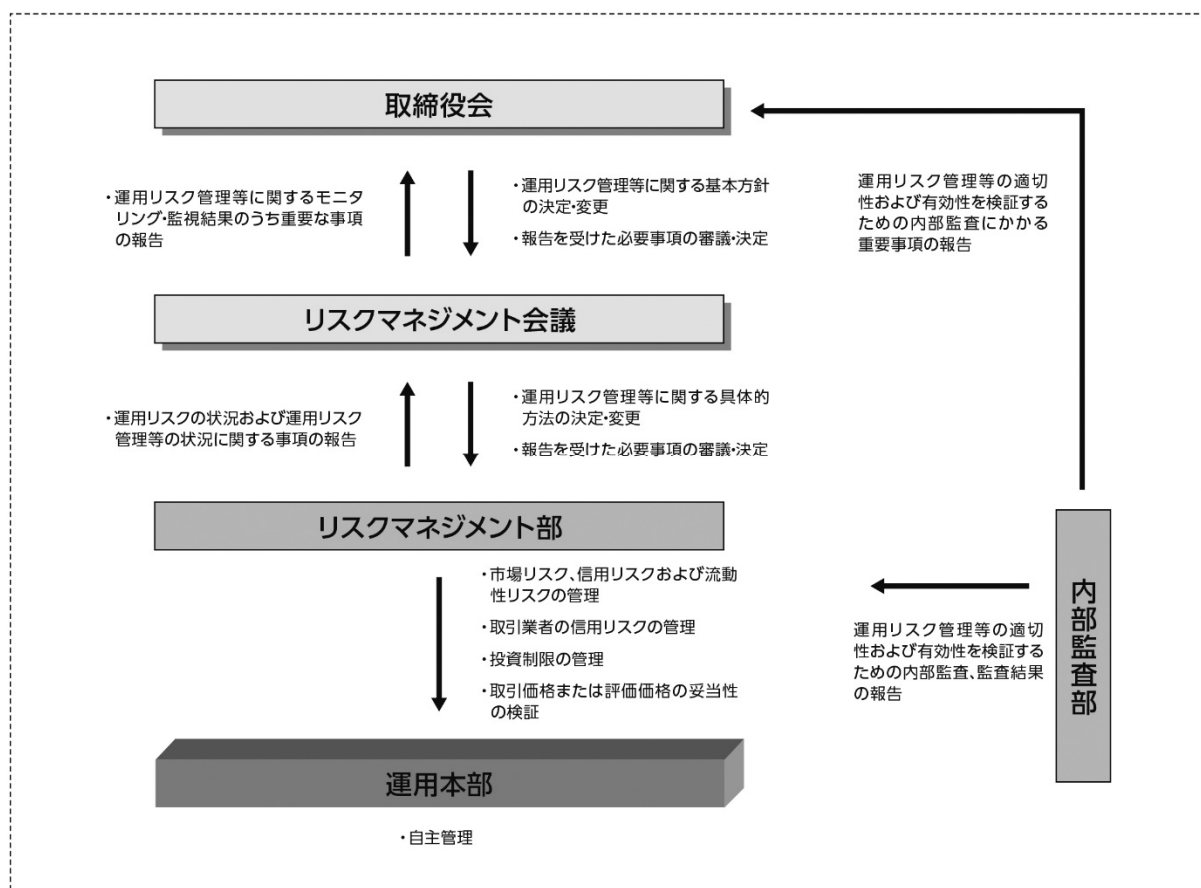 取締役会
・運用リスク管理等に関するモニタ
リング・監視結果のうち重要な事項
の報告
・運用リスク管理等に関する基本方針
の決定・変更
・報告を受けた必要事項の審議・決定
運用リスク管理等の適切
性および有効性を検証する
ための内部監査にかかる
重要事項の報告
リスクマネジメント会議
・運用リスクの状況および運用リスク
管理等の状況に関する事項の報告
・運用リスク管理等に関する具体的
方法の決定・変更
・報告を受けた必要事項の審議・決定
リスクマネジメント部
・市場リスク、信用リスクおよび流動
性リスクの管理
・取引業者の信用リスクの管理
・投資制限の管理
・取引価格または評価価格の妥当性
の検証
運用リスク管理等の適切
性および有効性を検証する
ための内部監査、監査結果
の報告
内部監査部
運用本部
・自主管理